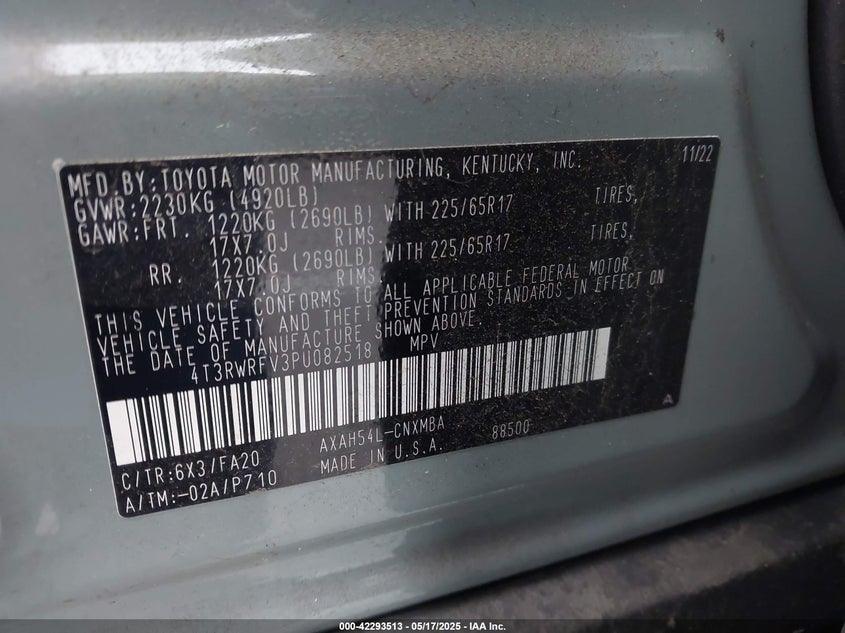 MFD.BY:TOYOTA MOTOR MANUFACTURING, KENTUCKY, INC. 11/22
GVWR:2230KG (4920LB)
GAWR:FRT. 1220KG (2690LB) WITH 225/65R17 TIRES,
17X7.0J RIMS.
RR. 1220KG (2690LB) WITH 225/65R17 TIRES,
17X7.0J RIMS.
THIS VEHICLE CONFORMS TO ALL APPLICABLE FEDERAL MOTOR
VEHICLE SAFETY AND THEFT PREVENTION STANDARDS IN EFFECT ON
THE DATE OF MANUFACTURE SHOWN ABOVE.
4T3RWRFV3PU082518 MPV
A
AXAH54L-CNXMBA 88500
C/TR:6X3/FA20 MADE IN U.S.A.
A/TM:-02A/P710
000-42293513 — 05/17/2025 — IAA Inc.